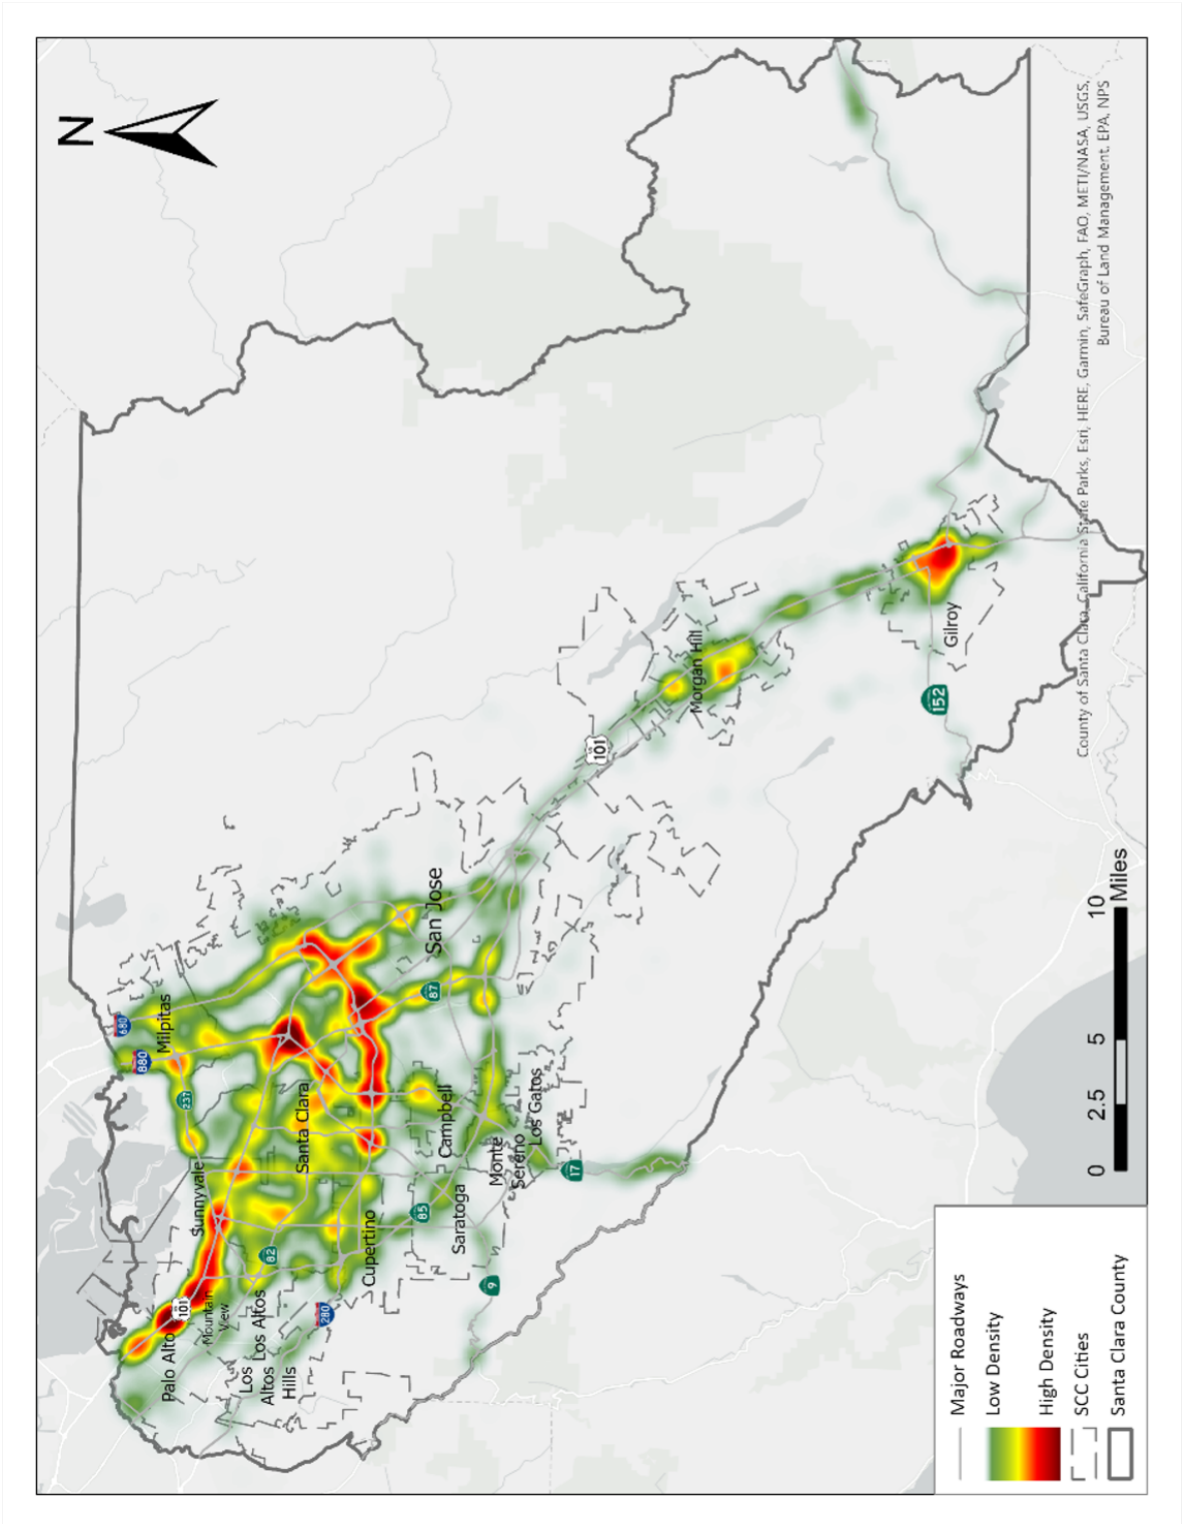 N
680
Milpitas
880
237
Palo Alto
101
Mountain
View
Sunnyvale
Santa Clara
San Jose
Los
Altos
Hills
Los Altos
82
280
Cupertino
87
85
Campbell
Saratoga
Monte
Sereno
Los Gatos
9
17
101
Morgan Hill
Gilroy
152
Major Roadways
Low Density
High Density
SCC Cities
Santa Clara County
0 2.5 5 10
Miles
County of Santa Clara, California State Parks, Esri, HERE, Garmin, SafeGraph, FAO, METI/NASA, USGS,
Bureau of Land Management, EPA, NPS